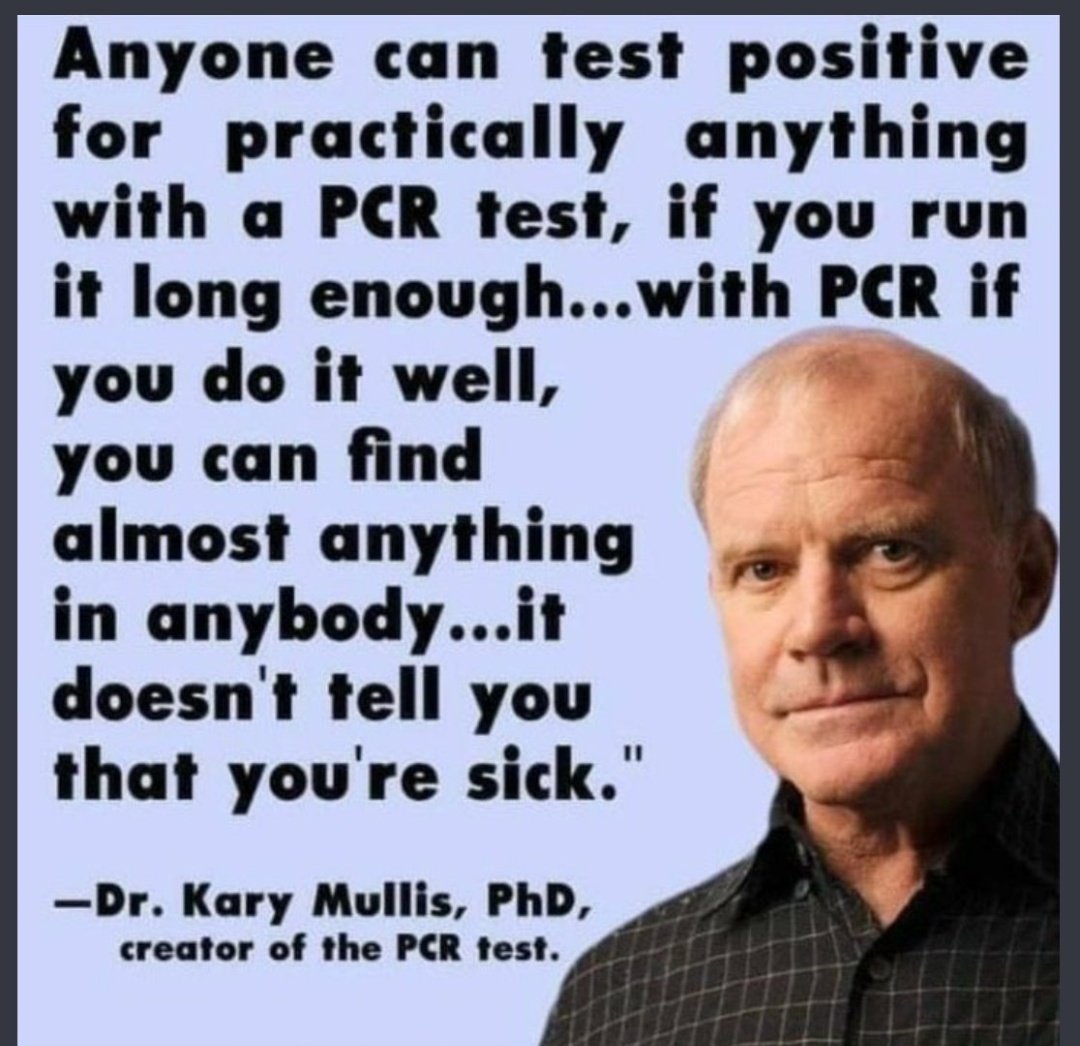 Anyone can test positive
for practically anything
with a PCR test, if you run
it long enough...with PCR if
you do it well,
you can find
almost anything
in anybody...it
doesn't tell you
that you're sick."
—Dr. Kary Mullis, PhD,
creator of the PCR test.